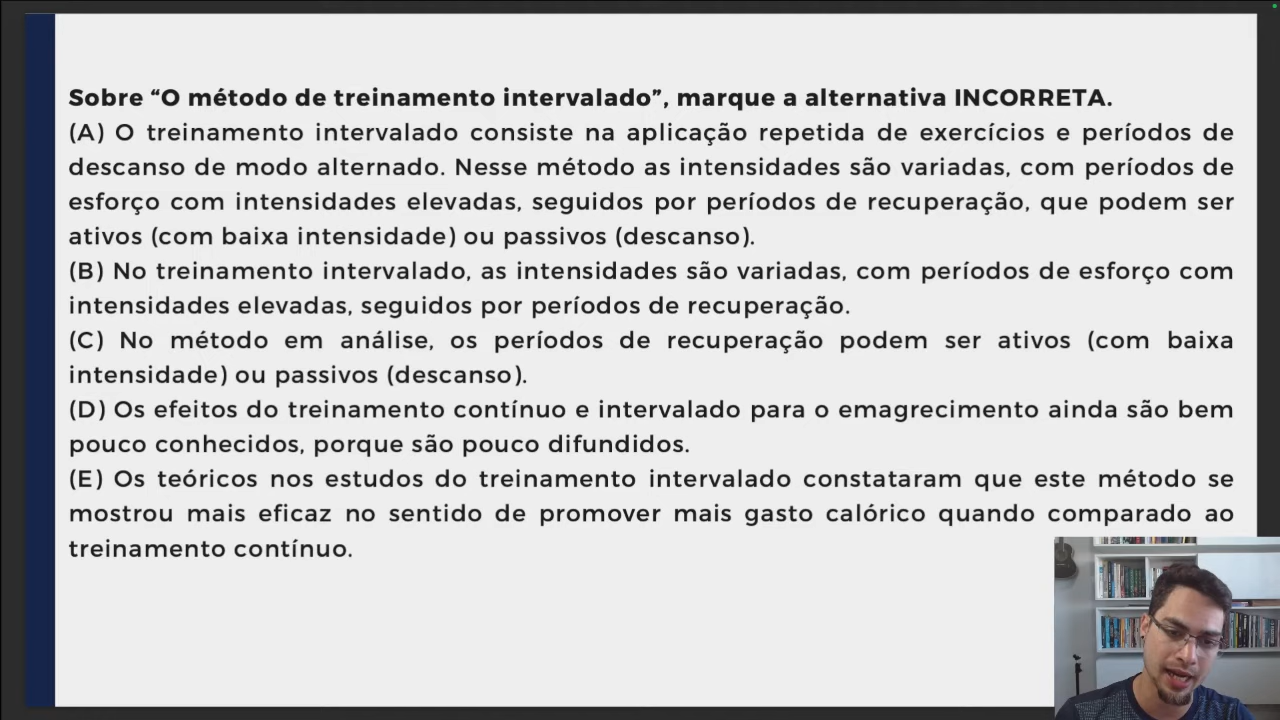 Sobre “O método de treinamento intervalado”, marque a alternativa INCORRETA.
(A) O treinamento intervalado consiste na aplicação repetida de exercícios e períodos de
descanso de modo alternado. Nesse método as intensidades são variadas, com períodos de
esforço com intensidades elevadas, seguidos por períodos de recuperação, que podem ser
ativos (com baixa intensidade) ou passivos (descanso).
(B) No treinamento intervalado, as intensidades são variadas, com períodos de esforço com
intensidades elevadas, seguidos por períodos de recuperação.
(C) No método em análise, os períodos de recuperação podem ser ativos (com baixa
intensidade) ou passivos (descanso).
(D) Os efeitos do treinamento contínuo e intervalado para o emagrecimento ainda são bem
pouco conhecidos, porque são pouco difundidos.
(E) Os teóricos nos estudos do treinamento intervalado constataram que este método se
mostrou mais eficaz no sentido de promover mais gasto calórico quando comparado ao
treinamento contínuo.